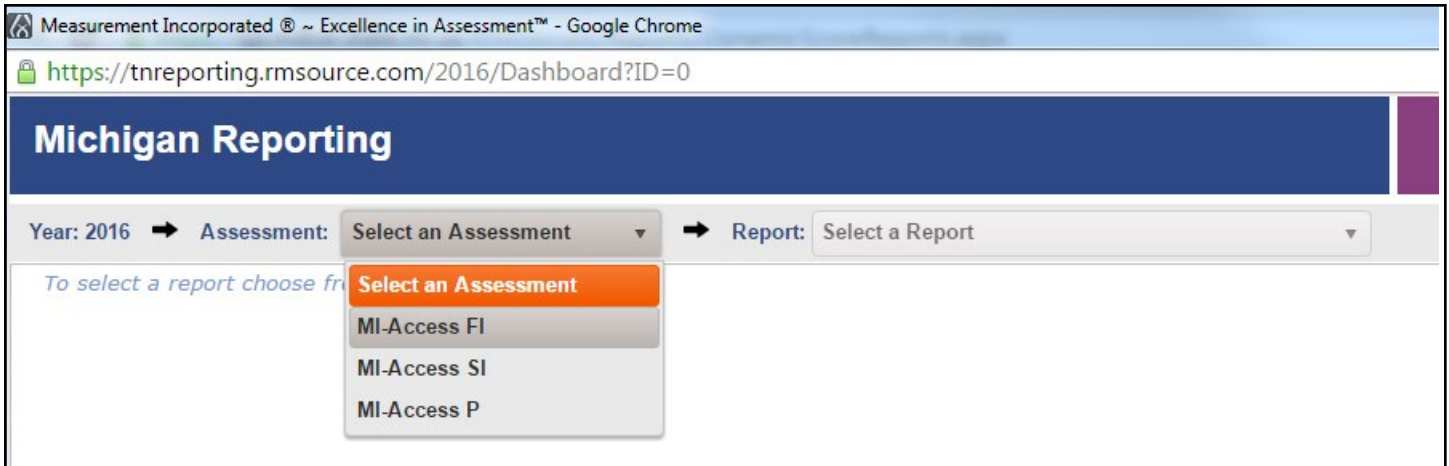 Measurement Incorporated ® ~ Excellence in Assessment™ - Google Chrome
https://tnreporting.rmsource.com/2016/Dashboard?ID=0
Michigan Reporting
Year: 2016 ➡ Assessment: Select an Assessment ▼ ➡ Report: Select a Report ▼
To select a report choose fr
Select an Assessment
MI-Access FI
MI-Access SI
MI-Access P